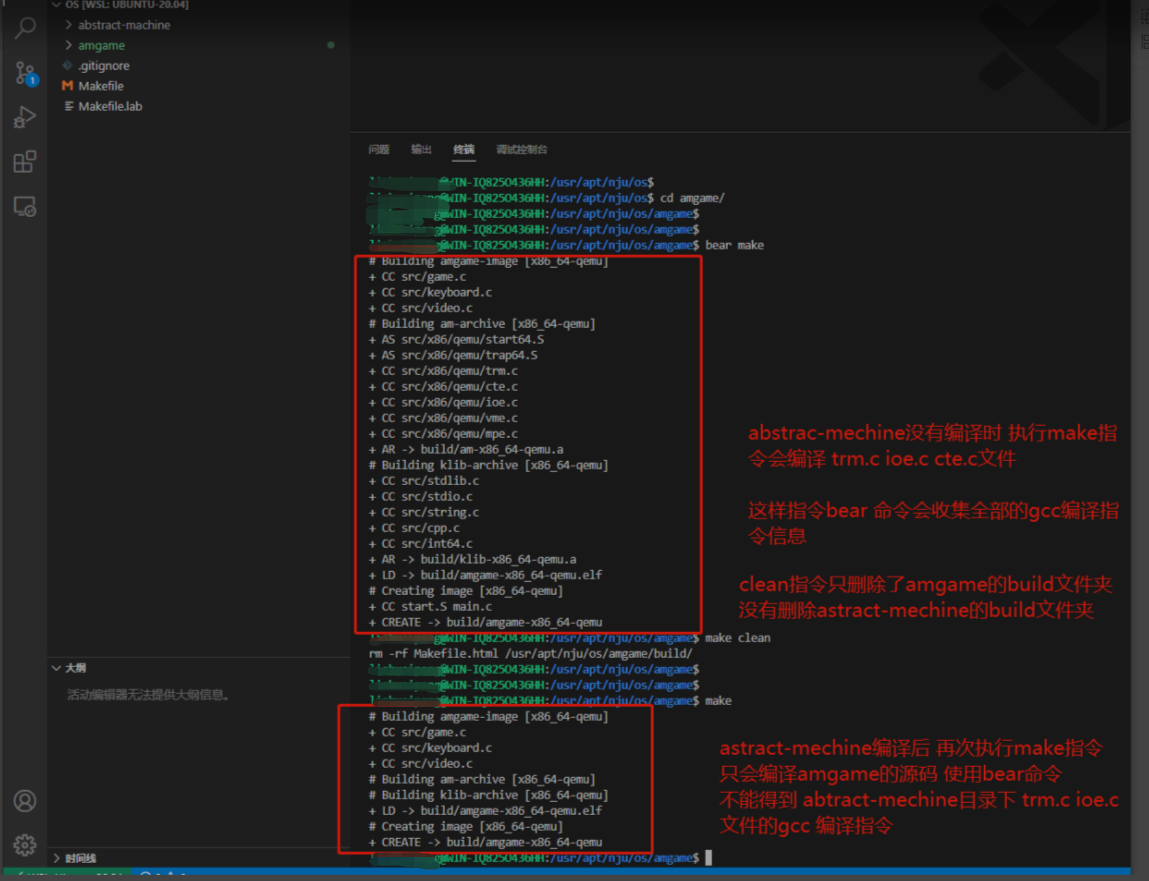 OS [WSL: UBUNTU-20.04]
abstract-machine
amgame
.gitignore
Makefile
Makefile.lab
1
问题 输出 终端 调试控制台
@WIN-IQ8250436HH:/usr/apt/nju/os$
@WIN-IQ8250436HH:/usr/apt/nju/os$ cd amgame/
@WIN-IQ8250436HH:/usr/apt/nju/os/amgame$
@WIN-IQ8250436HH:/usr/apt/nju/os/amgame$
@WIN-IQ8250436HH:/usr/apt/nju/os/amgame$ bear make
# Building amgame-image [x86_64-qemu]
+ CC src/game.c
+ CC src/keyboard.c
+ CC src/video.c
# Building am-archive [x86_64-qemu]
+ AS src/x86/qemu/start64.S
+ AS src/x86/qemu/trap64.S
+ CC src/x86/qemu/trm.c
+ CC src/x86/qemu/cte.c
+ CC src/x86/qemu/ioe.c
+ CC src/x86/qemu/vme.c
+ CC src/x86/qemu/mpe.c
+ AR -> build/am-x86_64-qemu.a
# Building klib-archive [x86_64-qemu]
+ CC src/stdlib.c
+ CC src/stdio.c
+ CC src/string.c
+ CC src/cpp.c
+ CC src/int64.c
+ AR -> build/klib-x86_64-qemu.a
+ LD -> build/amgame-x86_64-qemu.elf
# Creating image [x86_64-qemu]
+ CC start.S main.c
+ CREATE -> build/amgame-x86_64-qemu
@WIN-IQ8250436HH:/usr/apt/nju/os/amgame$ make clean
rm -rf Makefile.html /usr/apt/nju/os/amgame/build/
@WIN-IQ8250436HH:/usr/apt/nju/os/amgame$
@WIN-IQ8250436HH:/usr/apt/nju/os/amgame$
@WIN-IQ8250436HH:/usr/apt/nju/os/amgame$ make
# Building amgame-image [x86_64-qemu]
+ CC src/game.c
+ CC src/keyboard.c
+ CC src/video.c
# Building am-archive [x86_64-qemu]
# Building klib-archive [x86_64-qemu]
+ LD -> build/amgame-x86_64-qemu.elf
# Creating image [x86_64-qemu]
+ CREATE -> build/amgame-x86_64-qemu
@WIN-IQ8250436HH:/usr/apt/nju/os/amgame$
abstrac-mechine没有编译时 执行make指
令会编译 trm.c ioe.c cte.c文件
这样指令bear 命令会收集全部的gcc编译指
令信息
clean指令只删除了amgame的build文件夹
没有删除astract-mechine的build文件夹
astract-mechine编译后 再次执行make指令
只会编译amgame的源码 使用bear命令
不能得到 abtract-mechine目录下 trm.c ioe.c
文件的gcc 编译指令
大纲
活动编辑器无法提供大纲信息。
时间线